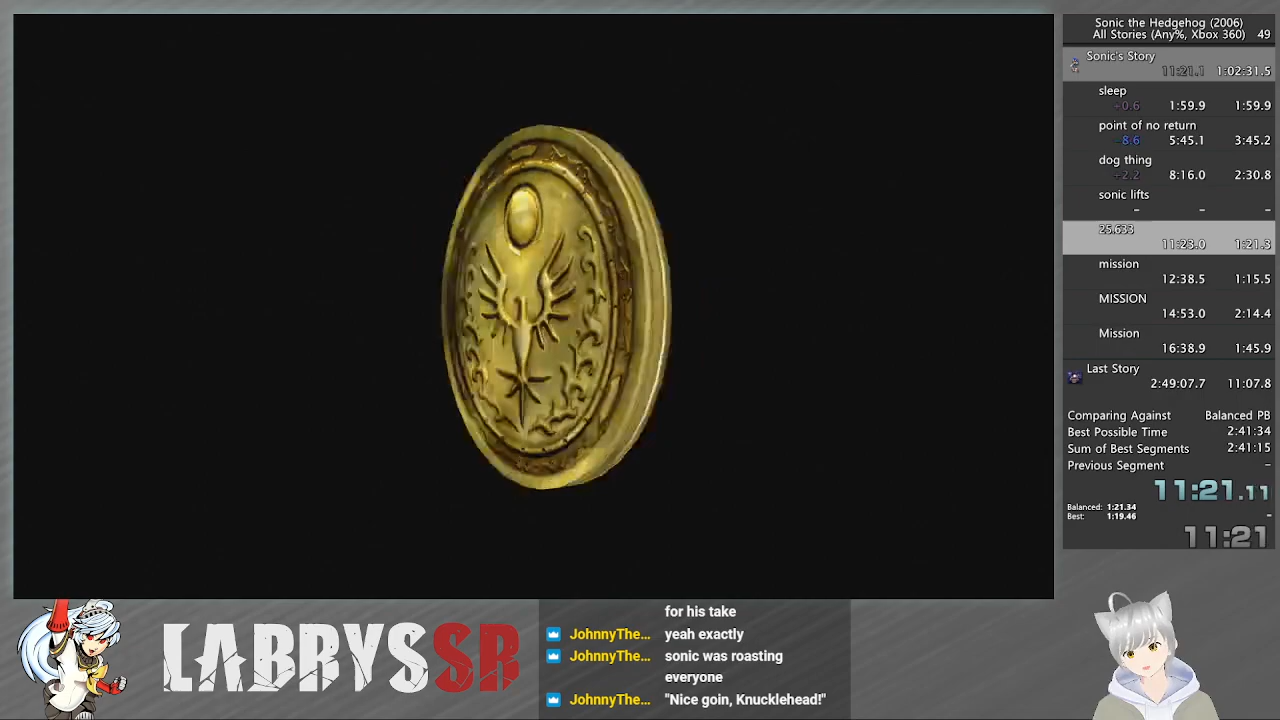 Sonic the Hedgehog (2006)
All Stories (Any%, Xbox 360) 49
Sonic's Story
11:21.1 1:02:31.5
sleep
+0.6 1:59.9 1:59.9
point of no return
-8.6 5:45.1 3:45.2
dog thing
+2.2 8:16.0 2:30.8
sonic lifts
- - -
25.633
11:23.0 1:21.3
mission
12:38.5 1:15.5
MISSION
14:53.0 2:14.4
Mission
16:38.9 1:45.9
Last Story
2:49:07.7 11:07.8
Comparing Against Balanced PB
Best Possible Time 2:41:34
Sum of Best Segments 2:41:15
Previous Segment -
11:21.11
Balanced: 1:21.34
Best: 1:19.46 -
11:21
LABRYSSR
for his take
JohnnyThe... yeah exactly
JohnnyThe... sonic was roasting
everyone
JohnnyThe... "Nice goin, Knucklehead!"